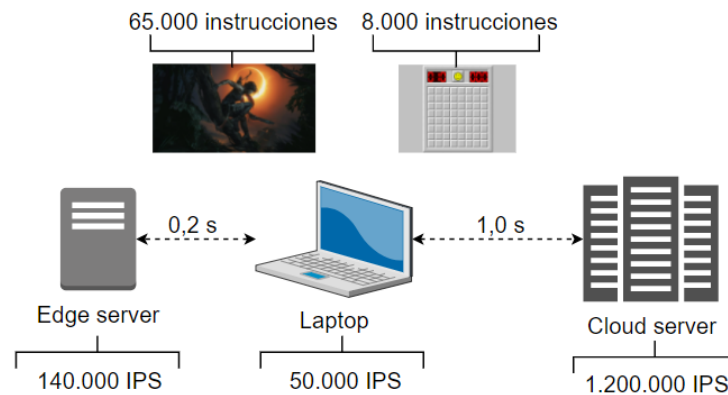 65.000 instrucciones
8.000 instrucciones
0,2 s
1,0 s
Edge server
Laptop
Cloud server
140.000 IPS
50.000 IPS
1.200.000 IPS